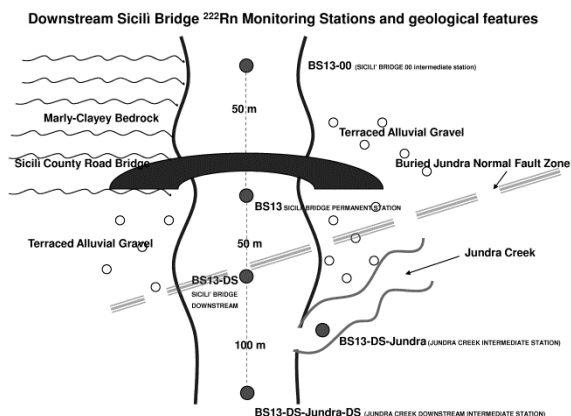 Downstream Sicilì Bridge ²²²Rn Monitoring Stations and geological features
BS13-00 (SICILI' BRIDGE 00 intermediate station)
50 m
Marly-Clayey Bedrock
Terraced Alluvial Gravel
Sicilì County Road Bridge
Buried Jundra Normal Fault Zone
BS13 SICILI BRIDGE PERMANENT STATION
Terraced Alluvial Gravel
50 m
Jundra Creek
BS13-DS
SICILI' BRIDGE
DOWNSTREAM
100 m
BS13-DS-Jundra (JUNDRA CREEK INTERMEDIATE STATION)
BS13-DS-Jundra-DS (JUNDRA CREEK DOWNSTREAM INTERMEDIATE STATION)